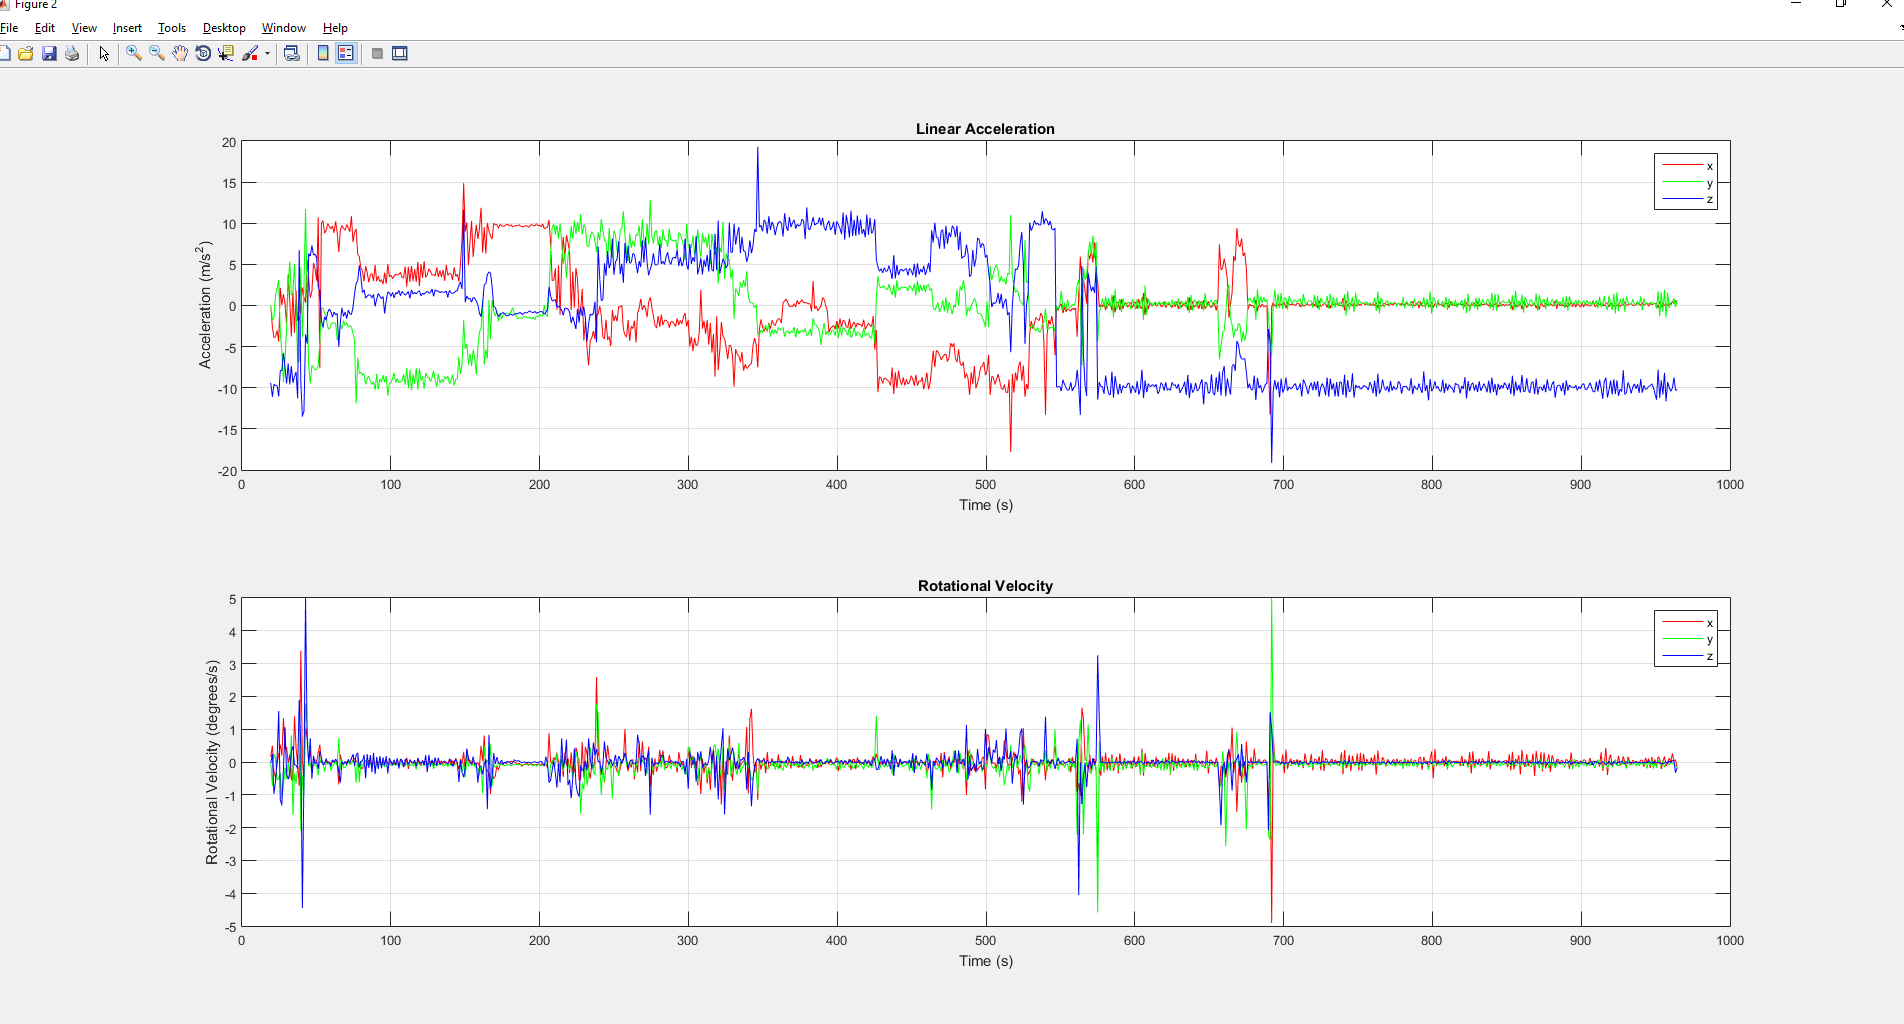 Figure 2
File Edit View Insert Tools Desktop Window Help
Linear Acceleration
20
15
10
5
0
-5
-10
-15
-20
Acceleration (m/s²)
x
y
z
0 100 200 300 400 500 600 700 800 900 1000
Time (s)
Rotational Velocity
5
4
3
2
1
0
-1
-2
-3
-4
-5
Rotational Velocity (degrees/s)
x
y
z
0 100 200 300 400 500 600 700 800 900 1000
Time (s)